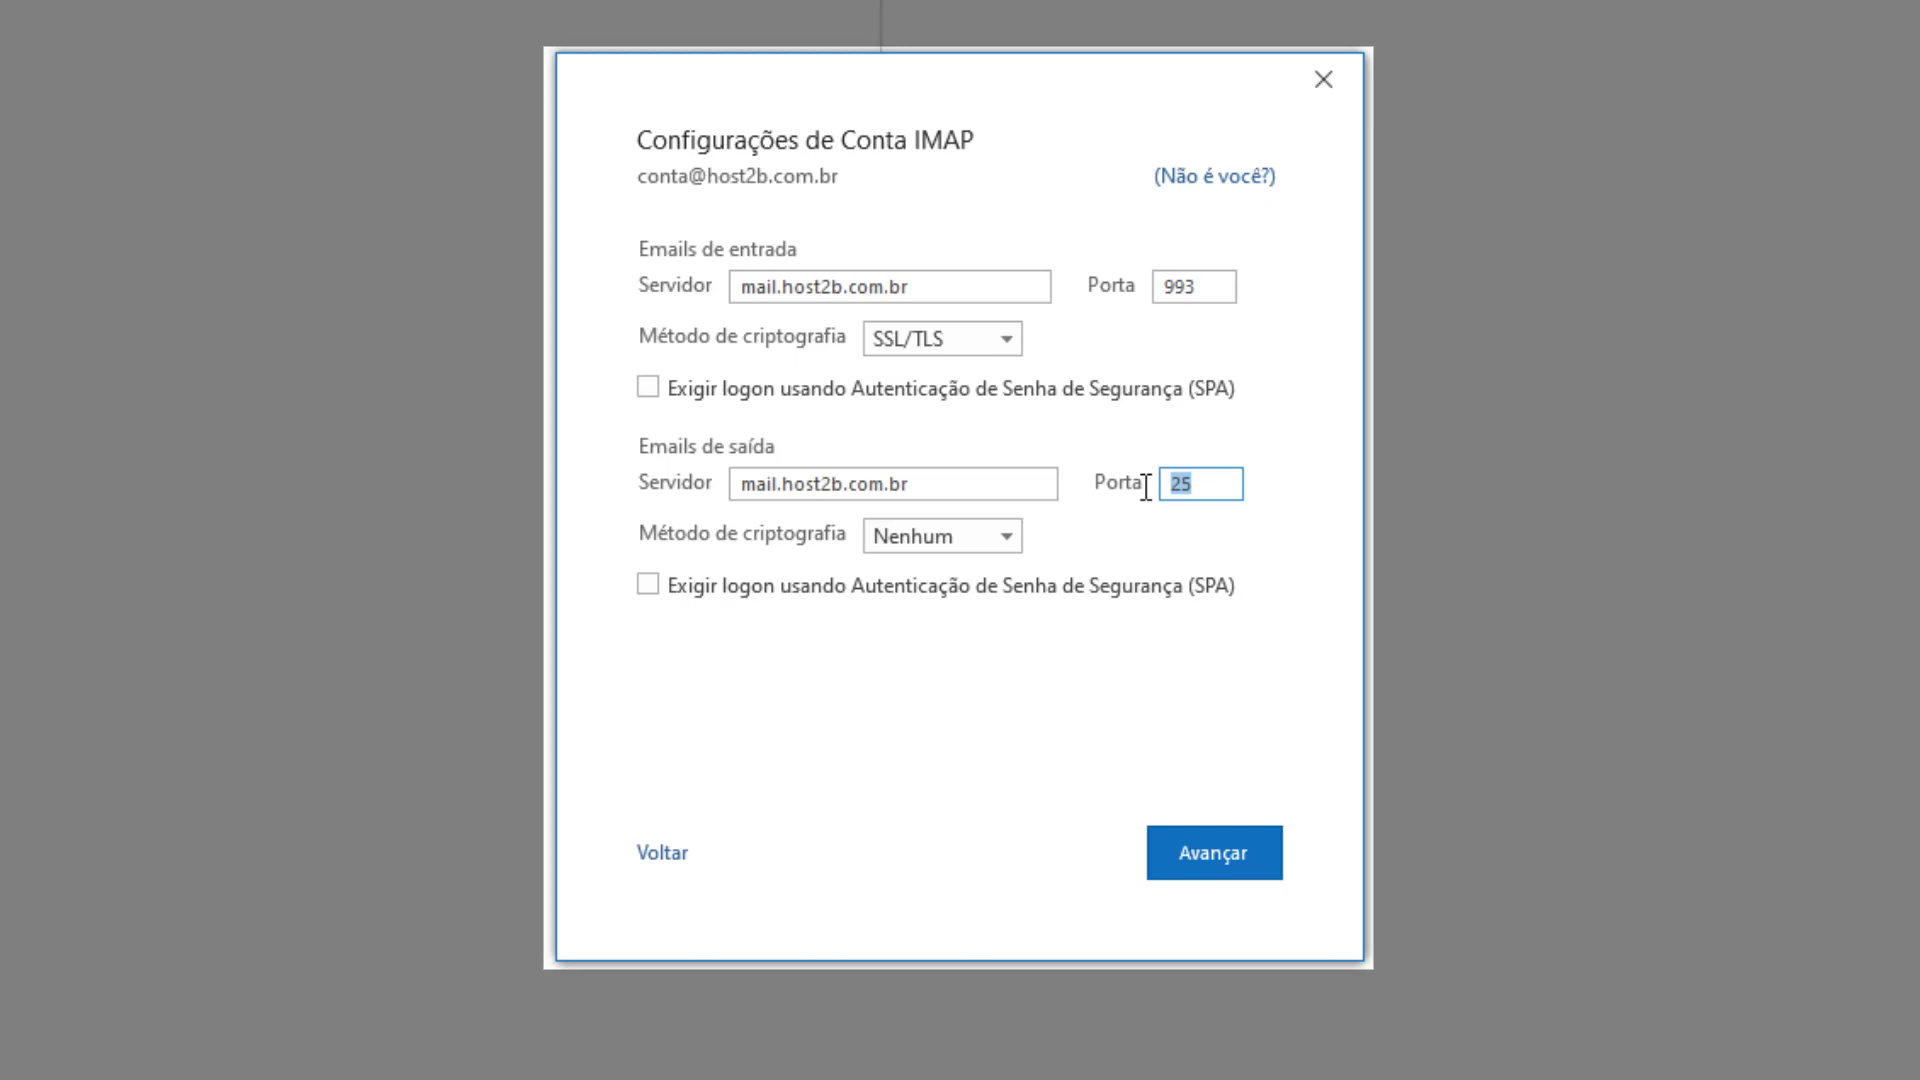 Configurações de Conta IMAP
conta@host2b.com.br (Não é você?)
Emails de entrada
Servidor mail.host2b.com.br Porta 993
Método de criptografia SSL/TLS
Exigir logon usando Autenticação de Senha de Segurança (SPA)
Emails de saída
Servidor mail.host2b.com.br Porta 25
Método de criptografia Nenhum
Exigir logon usando Autenticação de Senha de Segurança (SPA)
Voltar Avançar